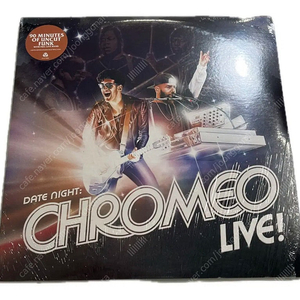 90 MINUTES
OF UNCUT
FUNK
DATE NIGHT:
CHROMEO
LIVE!